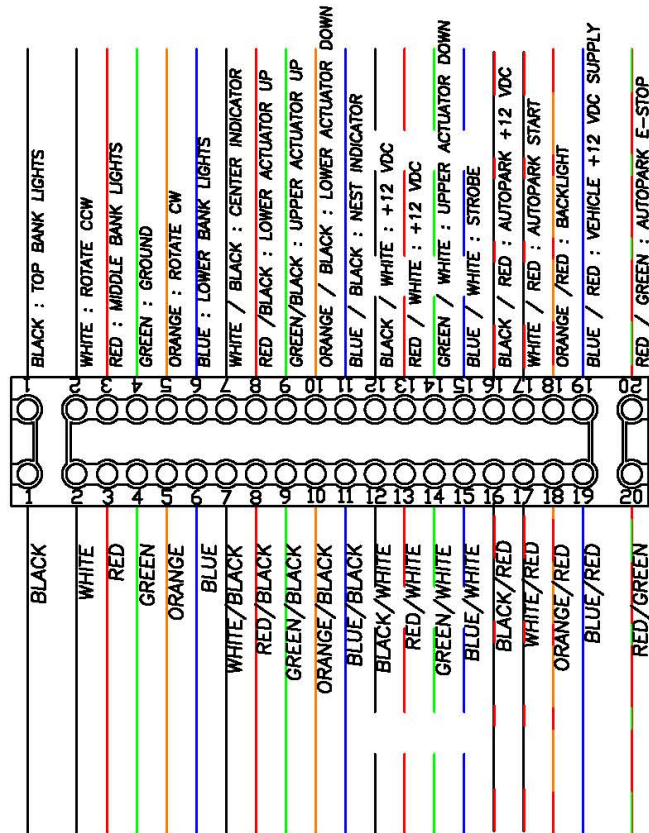 BLACK : TOP BANK LIGHTS
WHITE : ROTATE CCW
RED : MIDDLE BANK LIGHTS
GREEN : GROUND
ORANGE : ROTATE CW
BLUE : LOWER BANK LIGHTS
WHITE / BLACK : CENTER INDICATOR
RED /BLACK : LOWER ACTUATOR UP
GREEN/BLACK : UPPER ACTUATOR UP
ORANGE / BLACK : LOWER ACTUATOR DOWN
BLUE / BLACK : NEST INDICATOR
BLACK / WHITE : +12 VDC
RED / WHITE : +12 VDC
GREEN / WHITE : UPPER ACTUATOR DOWN
BLUE / WHITE : STROBE
BLACK / RED : AUTOPARK +12 VDC
WHITE / RED : AUTOPARK START
ORANGE /RED : BACKLIGHT
BLUE / RED : VEHICLE +12 VDC SUPPLY
RED / GREEN : AUTOPARK E-STOP
1 2 3 4 5 6 7 8 9 10 11 12 13 14 15 16 17 18 19 20
1 2 3 4 5 6 7 8 9 10 11 12 13 14 15 16 17 18 19 20
BLACK
WHITE
RED
GREEN
ORANGE
BLUE
WHITE/BLACK
RED/BLACK
GREEN/BLACK
ORANGE/BLACK
BLUE/BLACK
BLACK/WHITE
RED/WHITE
GREEN/WHITE
BLUE/WHITE
BLACK/RED
WHITE/RED
ORANGE/RED
BLUE/RED
RED/GREEN